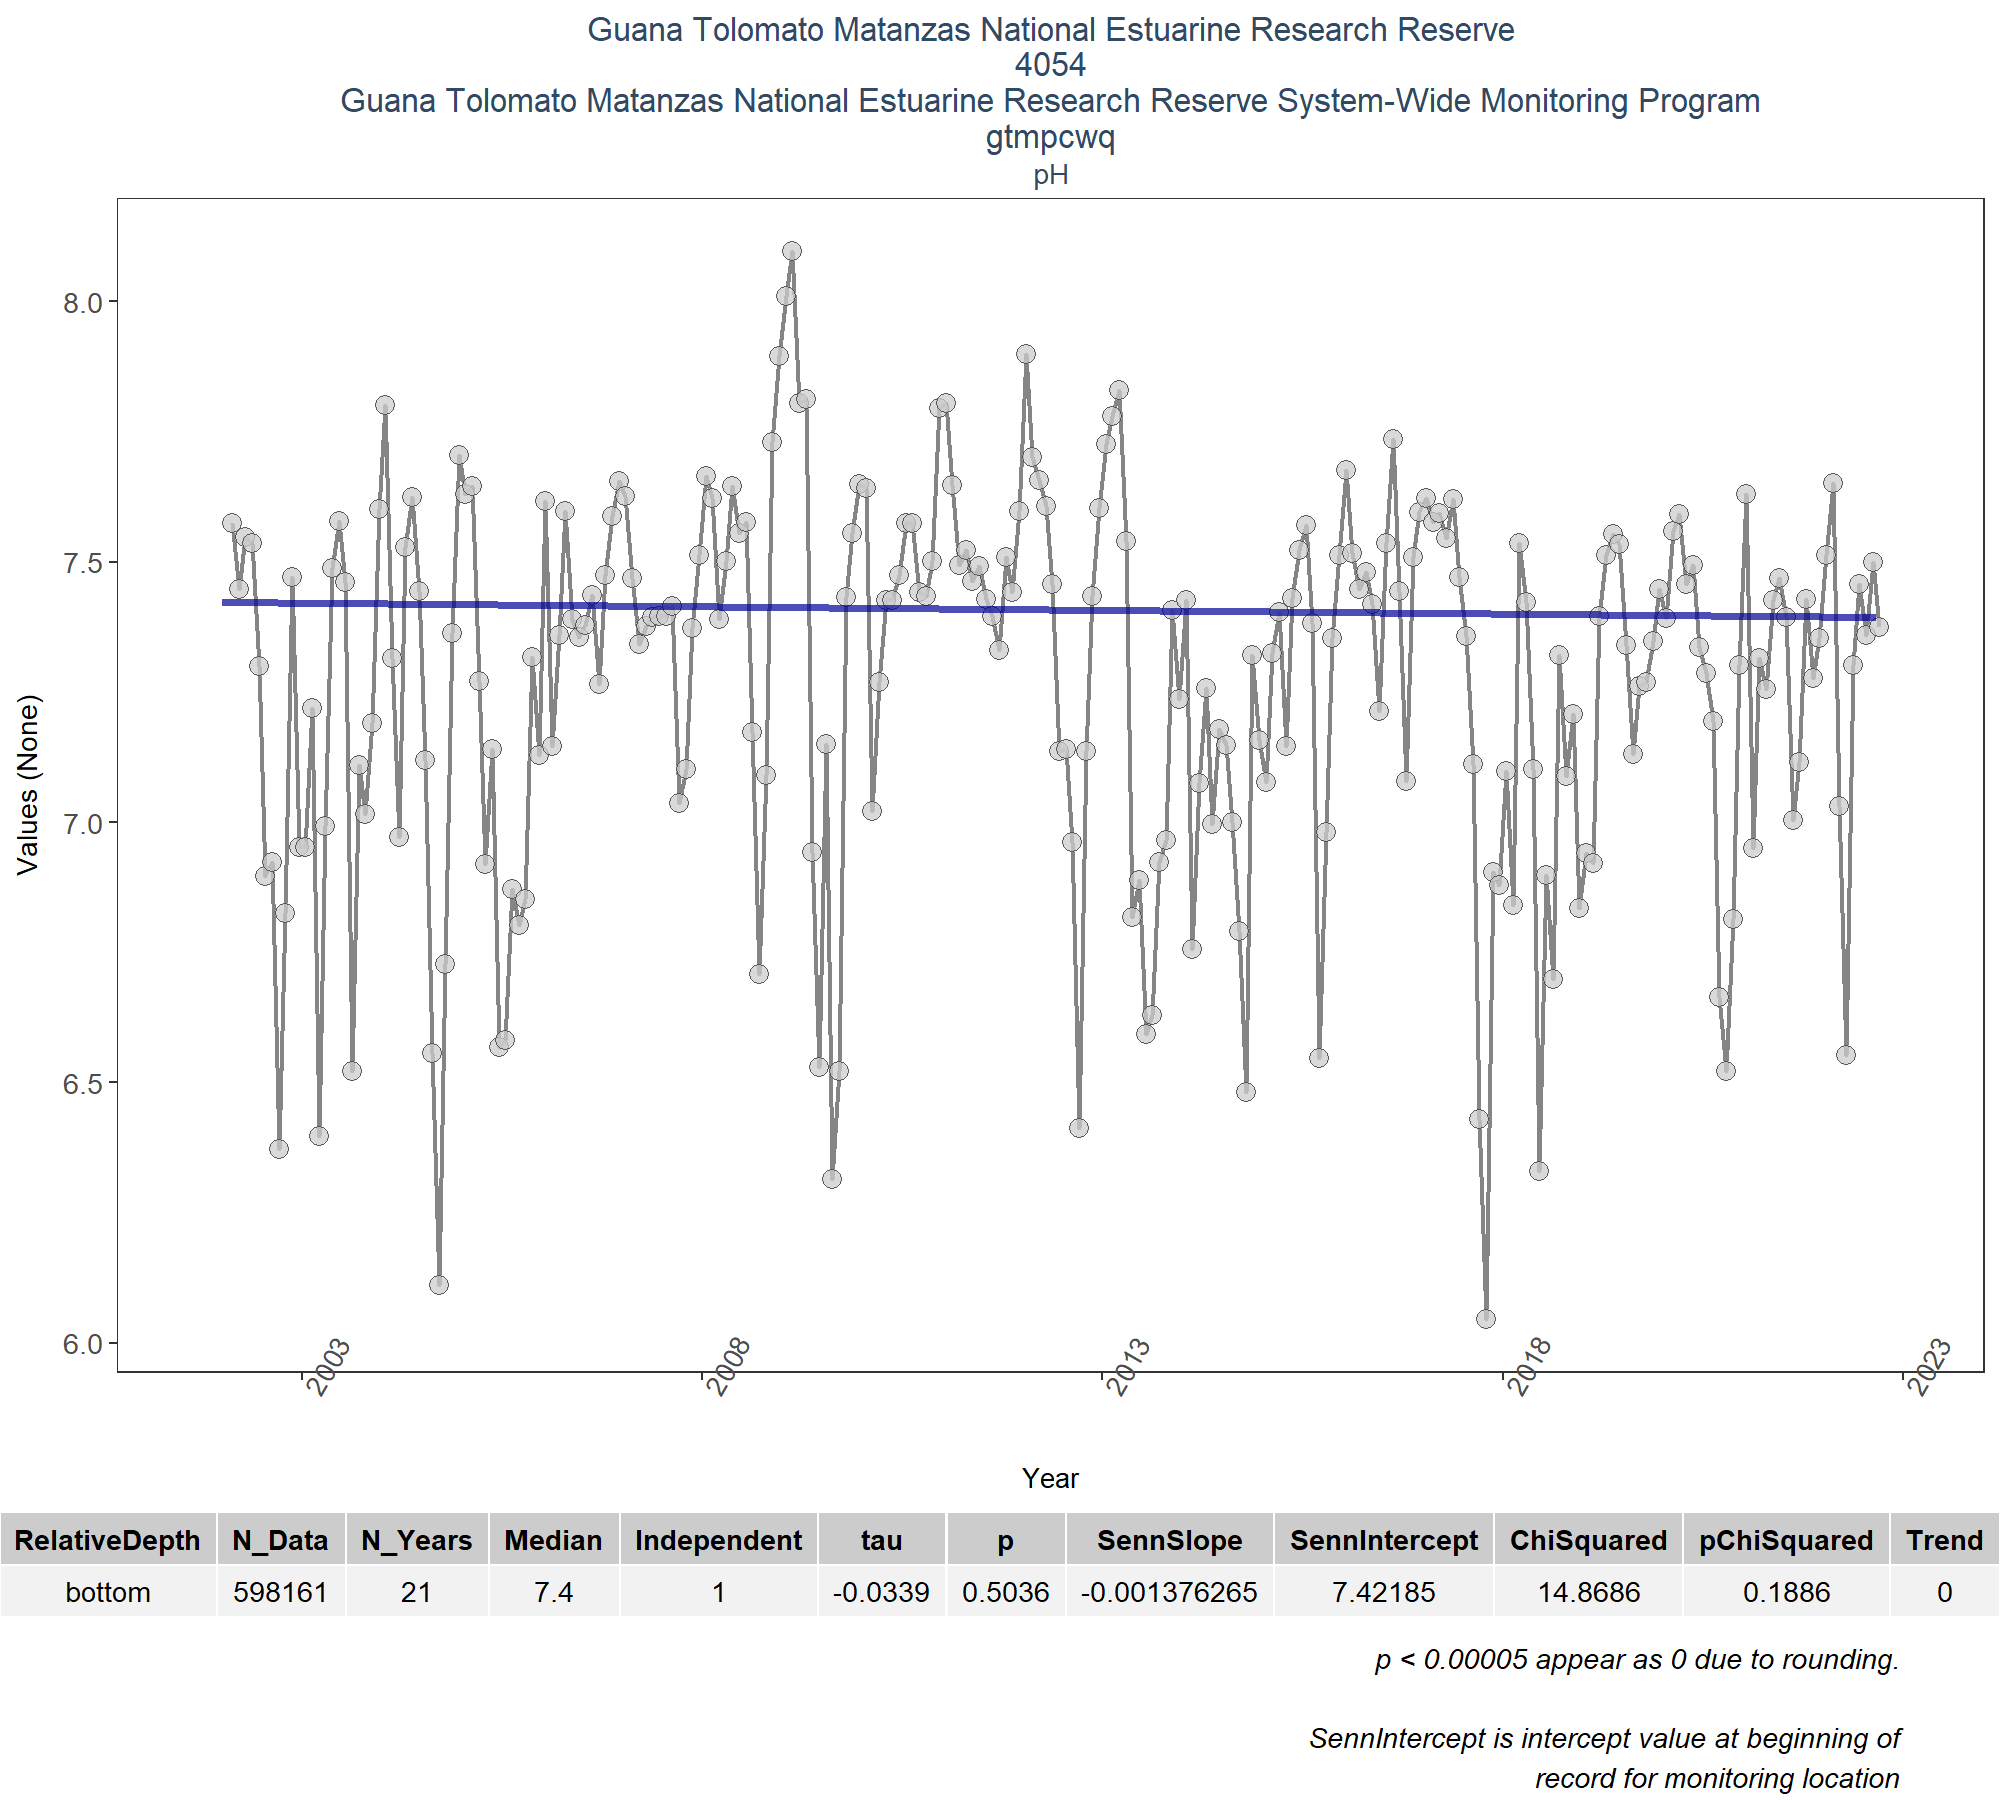 Guana Tolomato Matanzas National Estuarine Research Reserve
4054
Guana Tolomato Matanzas National Estuarine Research Reserve System-Wide Monitoring Program
gtmpcwq
pH
Values (None)
8.0
7.5
7.0
6.5
6.0
2003 2008 2013 2018 2023
Year
RelativeDepth N_Data N_Years Median Independent tau p SennSlope SennIntercept ChiSquared pChiSquared Trend
bottom 598161 21 7.4 1 -0.0339 0.5036 -0.001376265 7.42185 14.8686 0.1886 0
p < 0.00005 appear as 0 due to rounding.
SennIntercept is intercept value at beginning of
record for monitoring location